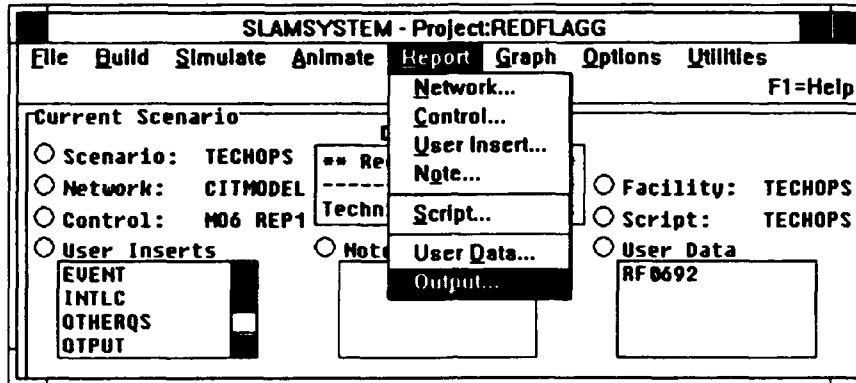 SLAMSYSTEM - Project:REDFLAGG
File Build Simulate Animate Report Graph Options Utilities
F1=Help
Network...
Control...
User Insert...
Note...
Script...
User Data...
Output...
Current Scenario
Scenario: TECHOPS
Network: CITMODEL
Control: MO6 REP1
User Inserts
EVENT
INTLC
OTHERQS
OTPUT
D
** Re
-----
Techni
Note
Facility: TECHOPS
Script: TECHOPS
User Data
RF0692